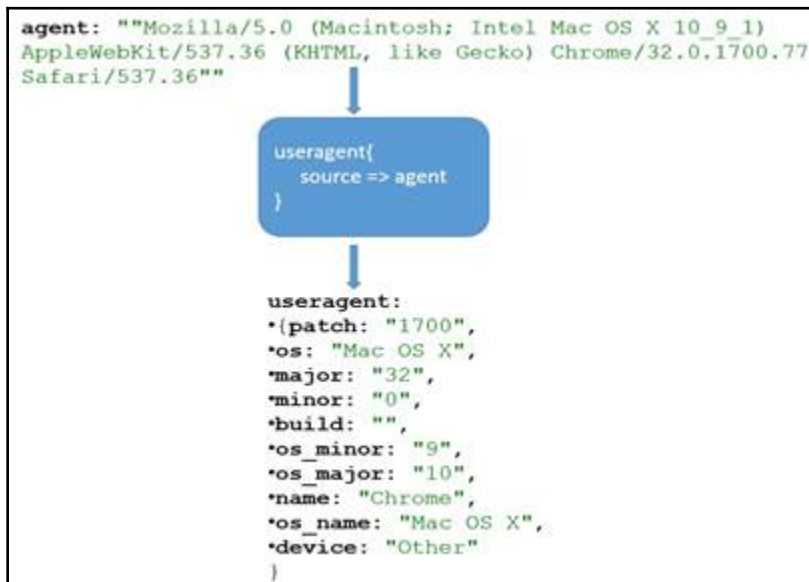 agent: ""Mozilla/5.0 (Macintosh; Intel Mac OS X 10_9_1)
AppleWebKit/537.36 (KHTML, like Gecko) Chrome/32.0.1700.77
Safari/537.36""
useragent{
source => agent
}
useragent:
•{patch: "1700",
•os: "Mac OS X",
•major: "32",
•minor: "0",
•build: "",
•os_minor: "9",
•os_major: "10",
•name: "Chrome",
•os_name: "Mac OS X",
•device: "Other"
}